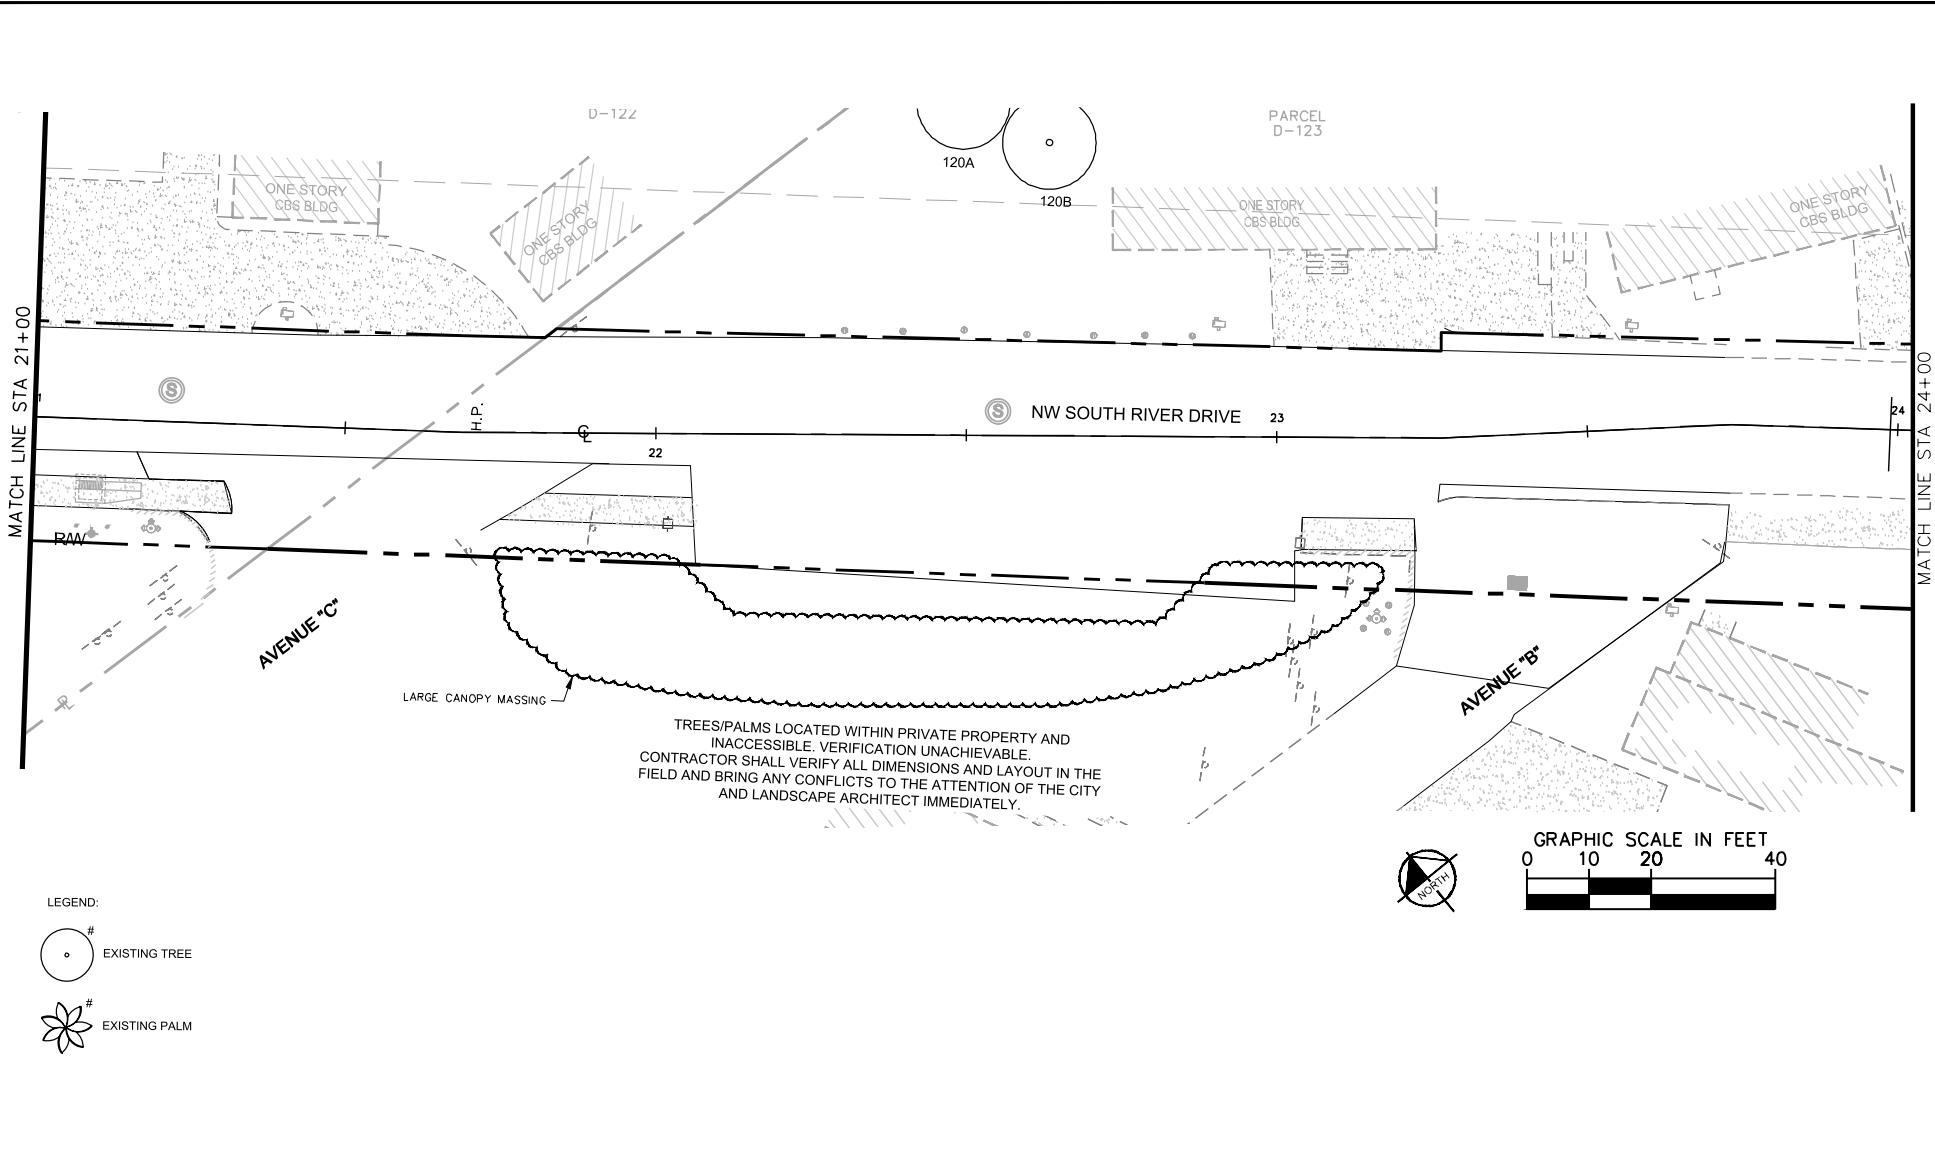 D-122
PARCEL
D-123
120A
120B
ONE STORY
CBS BLDG
ONE STORY
CBS BLDG
ONE STORY
CBS BLDG
ONE STORY
CBS BLDG
MATCH LINE STA 21+00
S
H.P.
CL
22
S
NW SOUTH RIVER DRIVE
23
24
MATCH LINE STA 24+00
R/W
AVENUE "C"
AVENUE "B"
LARGE CANOPY MASSING
TREES/PALMS LOCATED WITHIN PRIVATE PROPERTY AND
INACCESSIBLE. VERIFICATION UNACHIEVABLE.
CONTRACTOR SHALL VERIFY ALL DIMENSIONS AND LAYOUT IN THE
FIELD AND BRING ANY CONFLICTS TO THE ATTENTION OF THE CITY
AND LANDSCAPE ARCHITECT IMMEDIATELY.
NORTH
GRAPHIC SCALE IN FEET
0 10 20 40
LEGEND:
#
EXISTING TREE
#
EXISTING PALM